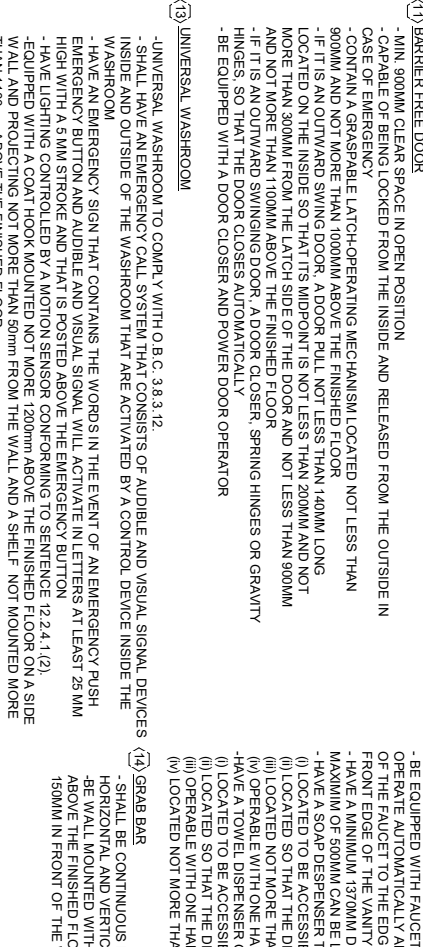 (11) BARRIER FREE DOOR
- MIN. 900MM CLEAR SPACE IN OPEN POSITION
- CAPABLE OF BEING LOCKED FROM THE INSIDE AND RELEASED FROM THE OUTSIDE IN
CASE OF EMERGENCY
- CONTAIN A GRASPABLE LATCH-OPERATING MECHANISM LOCATED NOT LESS THAN
900MM AND NOT MORE THAN 1000MM ABOVE THE FINISHED FLOOR
- IF IT IS AN OUTWARD SWING DOOR, A DOOR PULL NOT LESS THAN 140MM LONG
LOCATED ON THE INSIDE SO THAT ITS MIDPOINT IS NOT LESS THAN 200MM AND NOT
MORE THAN 300MM FROM THE LATCH SIDE OF THE DOOR AND NOT LESS THAN 900MM
AND NOT MORE THAN 1100MM ABOVE THE FINISHED FLOOR
- IF IT IS AN OUTWARD SWINGING DOOR, A DOOR CLOSER, SPRING HINGES OR GRAVITY
HINGES, SO THAT THE DOOR CLOSES AUTOMATICALLY
- BE EQUIPPED WITH A DOOR CLOSER AND POWER DOOR OPERATOR
(13) UNIVERSAL WASHROOM
-UNIVERSAL WASHROOM TO COMPLY WITH O.B.C. 3.8.3.12.
- SHALL HAVE AN EMERGENCY CALL SYSTEM THAT CONSISTS OF AUDIBLE AND VISUAL SIGNAL DEVICES
INSIDE AND OUTSIDE OF THE WASHROOM THAT ARE ACTIVATED BY A CONTROL DEVICE INSIDE THE
WASHROOM
- HAVE AN EMERGENCY SIGN THAT CONTAINS THE WORDS IN THE EVENT OF AN EMERGENCY PUSH
EMERGENCY BUTTON AND AUDIBLE AND VISUAL SIGNAL WILL ACTIVATE IN LETTERS AT LEAST 25 MM
HIGH WITH A 5 MM STROKE AND THAT IS POSTED ABOVE THE EMERGENCY BUTTON
- HAVE LIGHTING CONTROLLED BY A MOTION SENSOR CONFORMING TO SENTENCE 12.2.4.1.(2).
-EQUIPPED WITH A COAT HOOK MOUNTED NOT MORE 1200mm ABOVE THE FINISHED FLOOR ON A SIDE
WALL AND PROJECTING NOT MORE THAN 50mm FROM THE WALL AND A SHELF NOT MOUNTED MORE
THAN ABOVE THE FINISHED FLOOR
- BE EQUIPPED WITH FAUCET
OPERATE AUTOMATICALLY A
OF THE FAUCET TO THE EDG
FRONT EDGE OF THE VANITY
- HAVE A MINIMUM 1370MM D
MAXIMIM OF 500MM CAN BE L
- HAVE A SOAP DESPENSER
(i) LOCATED TO BE ACCESSI
(ii) LOCATED SO THAT THE D
(iii) LOCATED NOT MORE THA
(iv) OPERABLE WITH ONE HA
-HAVE A TOWEL DISPENSER
(i) LOCATED TO BE ACCESSI
(ii) LOCATED SO THAT THE DI
(iii) OPERABLE WITH ONE HA
(iv) LOCATED NOT MORE THA
(14) GRAB BAR
- SHALL BE CONTINUOUS
HORIZONTAL AND VERTIC
-BE WALL MOUNTED WITH
ABOVE THE FINISHED FLO
150MM IN FRONT OF THE